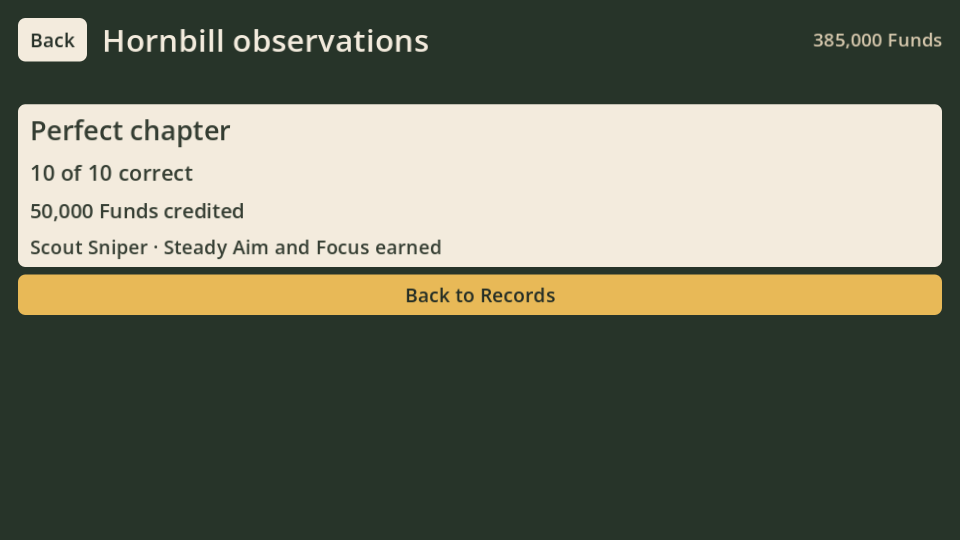 Back
Hornbill observations
385,000 Funds
Perfect chapter
10 of 10 correct
50,000 Funds credited
Scout Sniper · Steady Aim and Focus earned
Back to Records